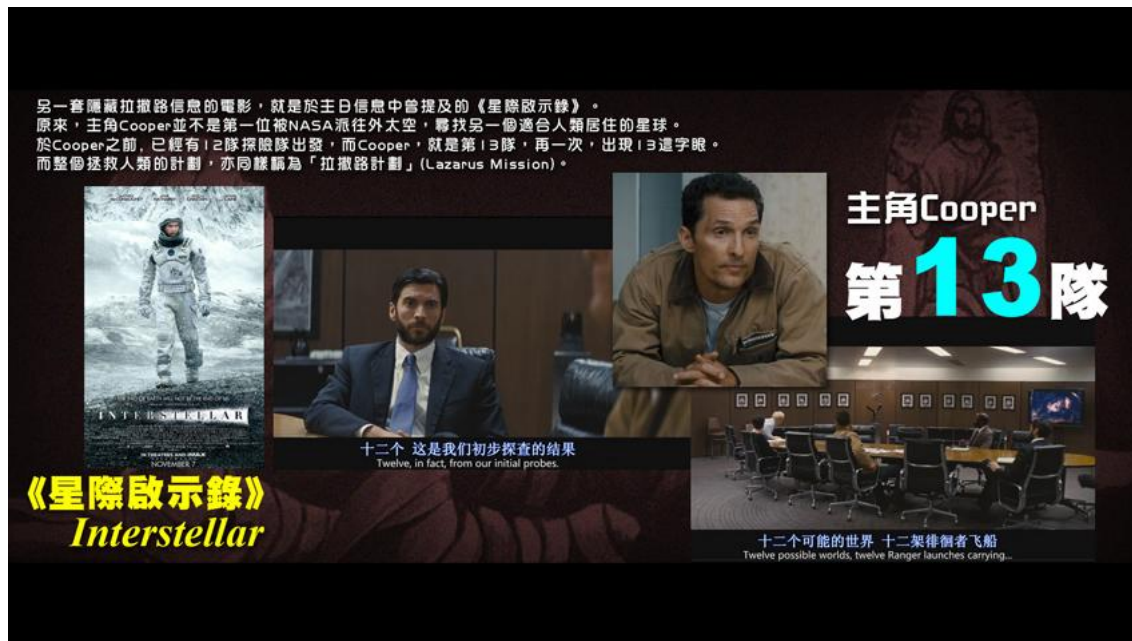 另一套隱藏拉撒路信息的電影，就是於主日信息中曾提及的《星際啟示錄》。
原來，主角Cooper並不是第一位被NASA派往外太空，尋找另一個適合人類居住的星球。
於Cooper之前, 已經有12隊探險隊出發，而Cooper，就是第13隊，再一次，出現13這字眼。
而整個拯救人類的計劃，亦同樣稱為「拉撒路計劃」(Lazarus Mission)。
主角Cooper
第13隊
INTERSTELLAR
NOVEMBER 7
十二个 这是我们初步探查的结果
Twelve, in fact, from our initial probes.
《星際啟示錄》
Interstellar
十二个可能的世界 十二架徘徊者飞船
Twelve possible worlds, twelve Ranger launches carrying...